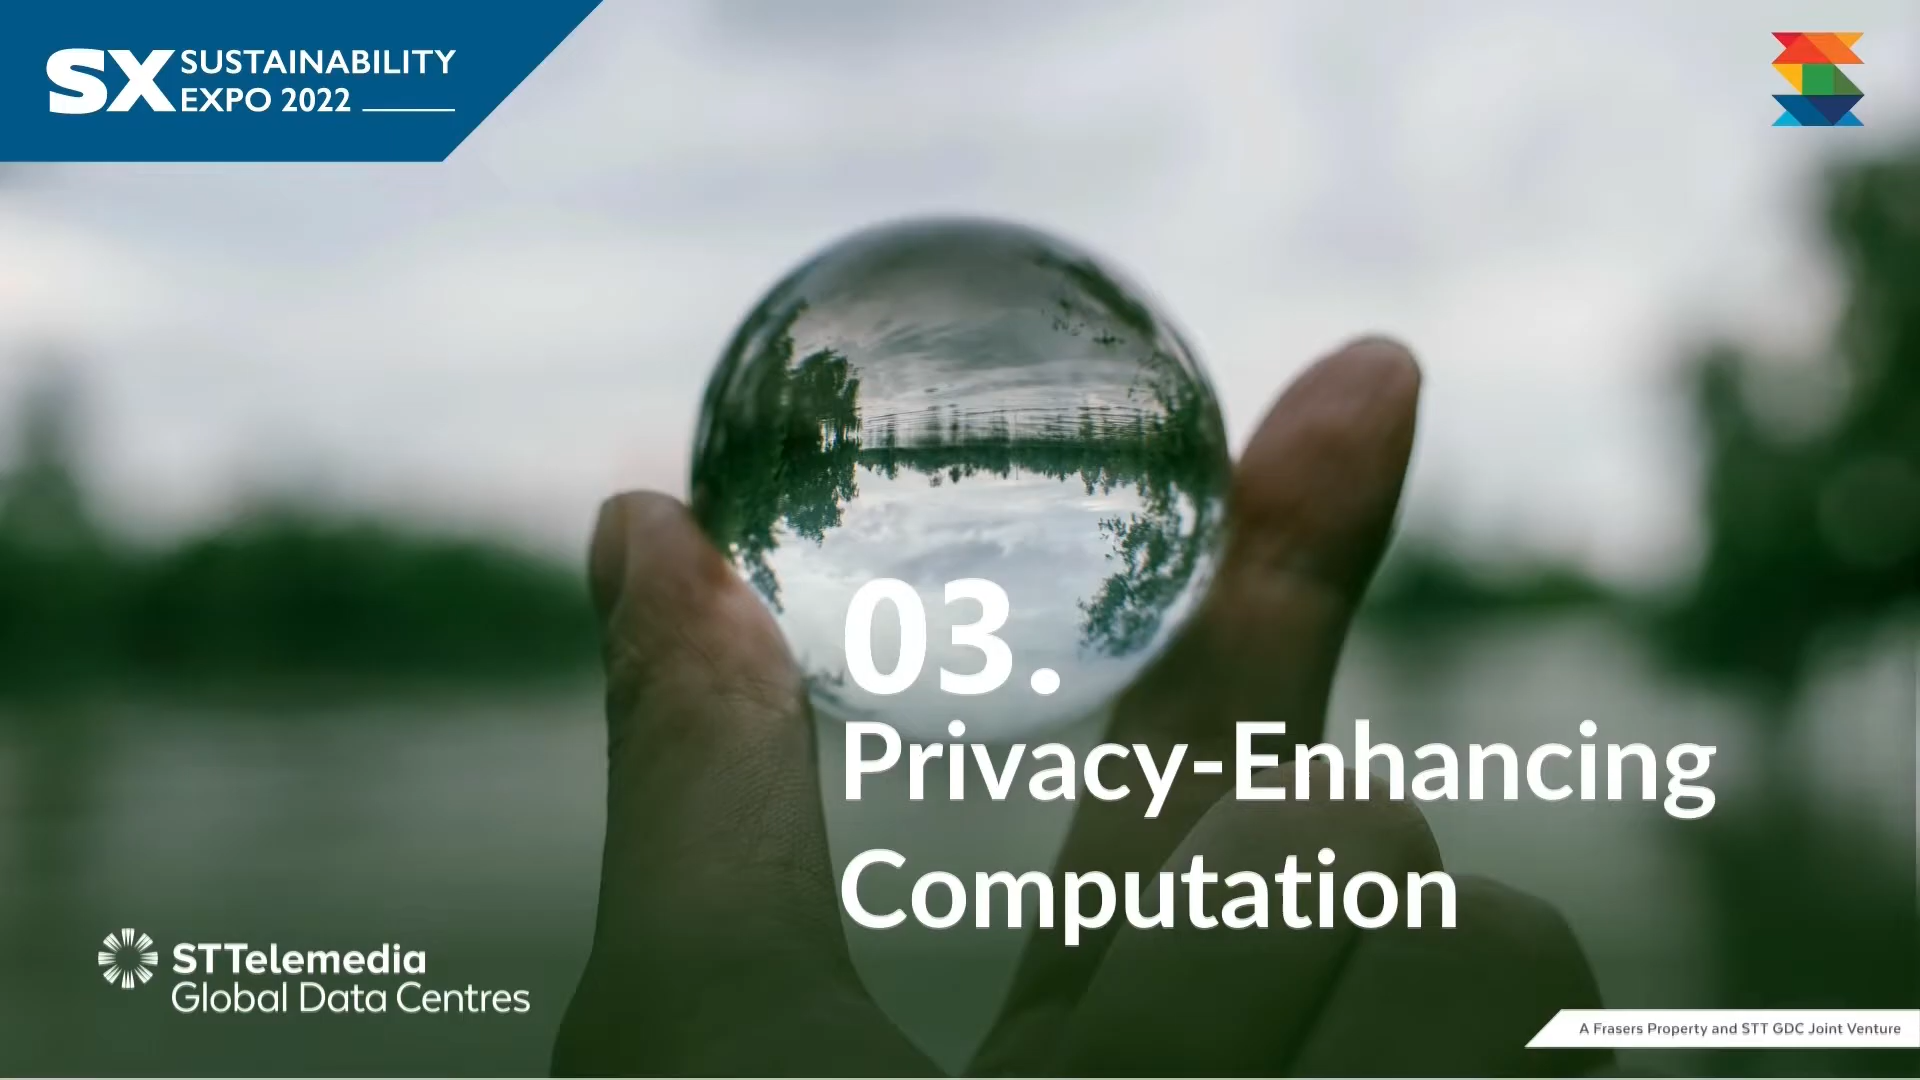 SX SUSTAINABILITY
EXPO 2022
03.
Privacy-Enhancing
Computation
STTelemedia
Global Data Centres
A Frasers Property and STT GDC Joint Venture